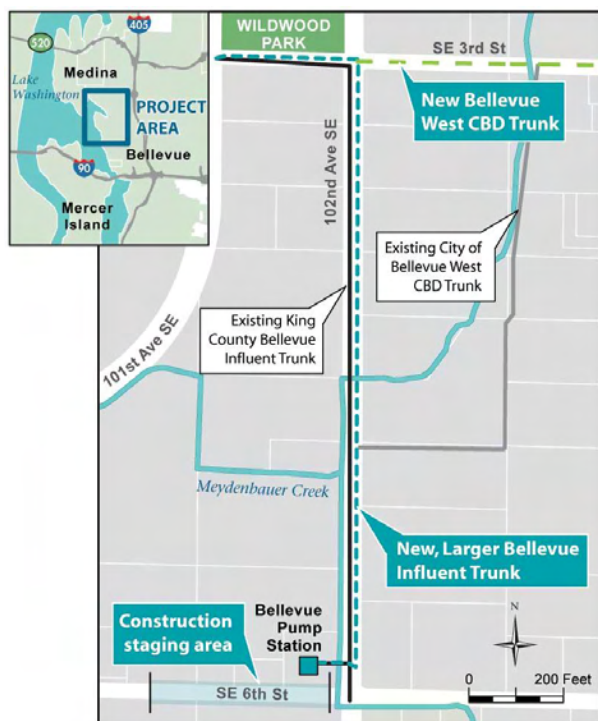 520
405
Medina
Lake
Washington
PROJECT
AREA
Bellevue
90
Mercer
Island
WILDWOOD
PARK
SE 3rd St
New Bellevue
West CBD Trunk
102nd Ave SE
Existing City of
Bellevue West
CBD Trunk
Existing King
County Bellevue
Influent Trunk
101st Ave SE
Meydenbauer Creek
New, Larger Bellevue
Influent Trunk
Construction
staging area
Bellevue
Pump
Station
SE 6th St
N
0 200 Feet